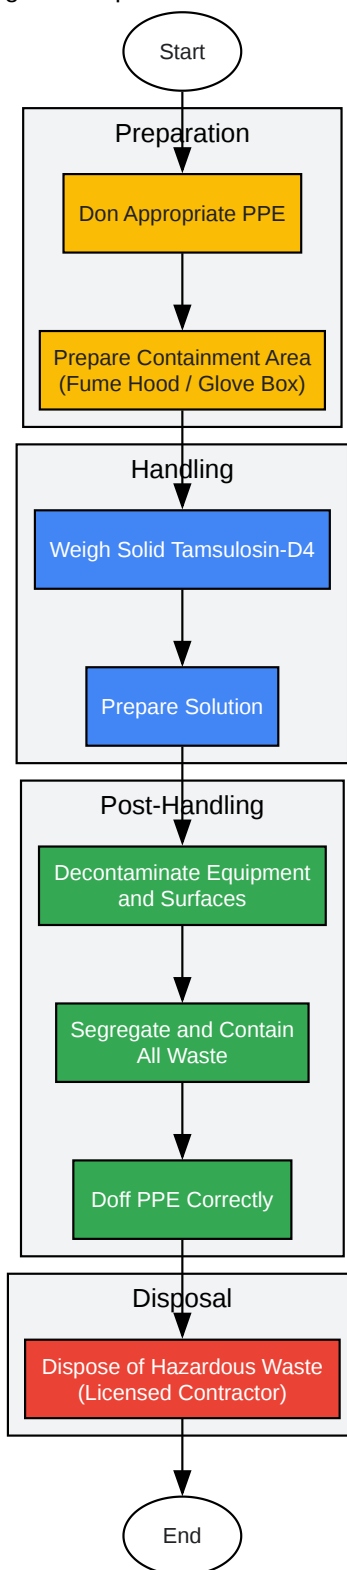 Start
Preparation
Don Appropriate PPE
Prepare Containment Area
(Fume Hood / Glove Box)
Handling
Weigh Solid Tamsulosin-D4
Prepare Solution
Post-Handling
Decontaminate Equipment
and Surfaces
Segregate and Contain
All Waste
Doff PPE Correctly
Disposal
Dispose of Hazardous Waste
(Licensed Contractor)
End